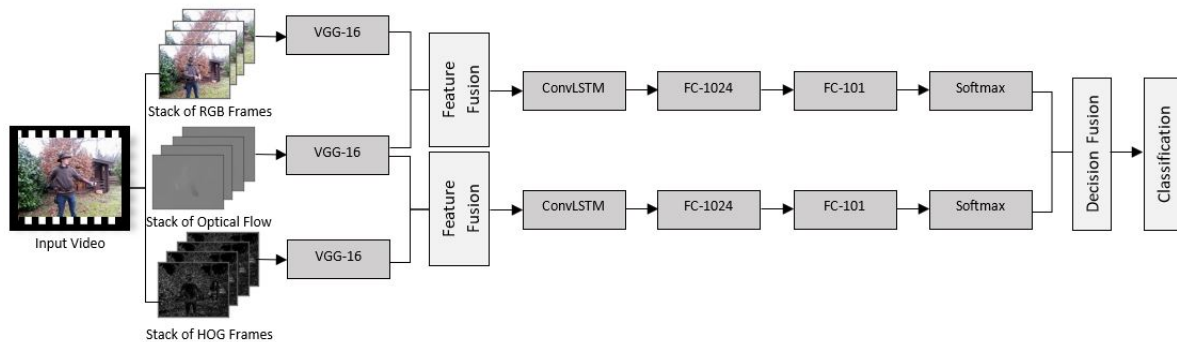 VGG-16
Stack of RGB Frames
Feature Fusion
ConvLSTM
FC-1024
FC-101
Softmax
VGG-16
Stack of Optical Flow
Input Video
Feature Fusion
ConvLSTM
FC-1024
FC-101
Softmax
VGG-16
Stack of HOG Frames
Decision Fusion
Classification